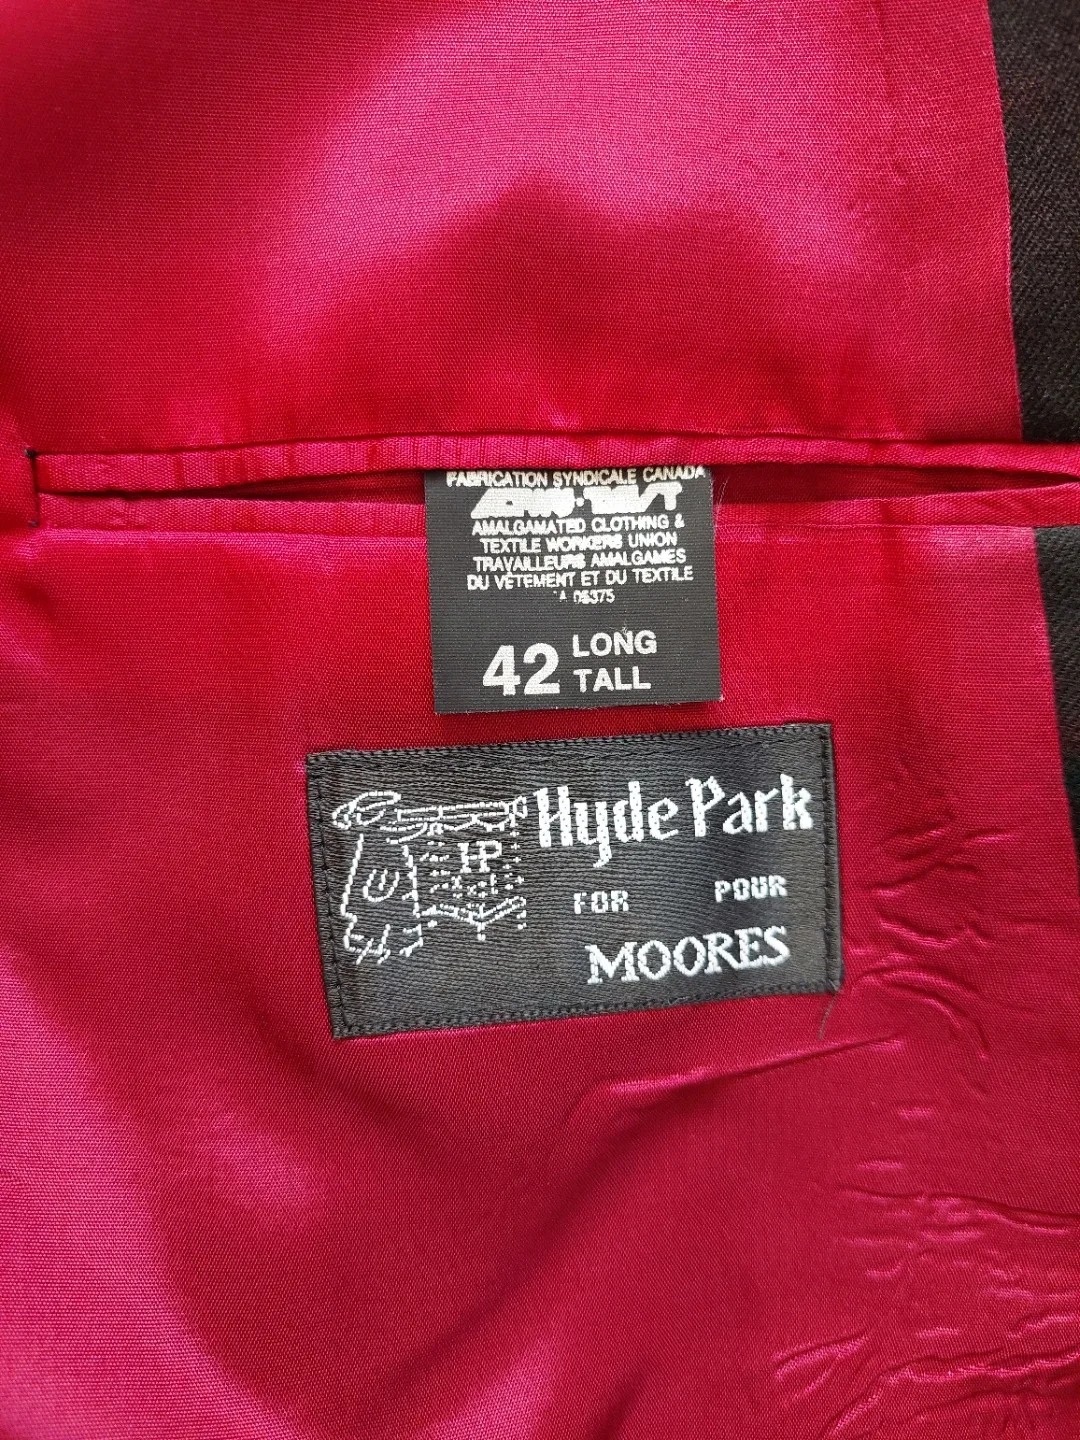 FABRICATION SYNDICALE CANADA
AMALGAMATED CLOTHING &
TEXTILE WORKERS UNION
TRAVAILLEURS AMALGAMES
DU VÊTEMENT ET DU TEXTILE
42 LONG
TALL
HP
Hyde Park
FOR POUR
MOORES